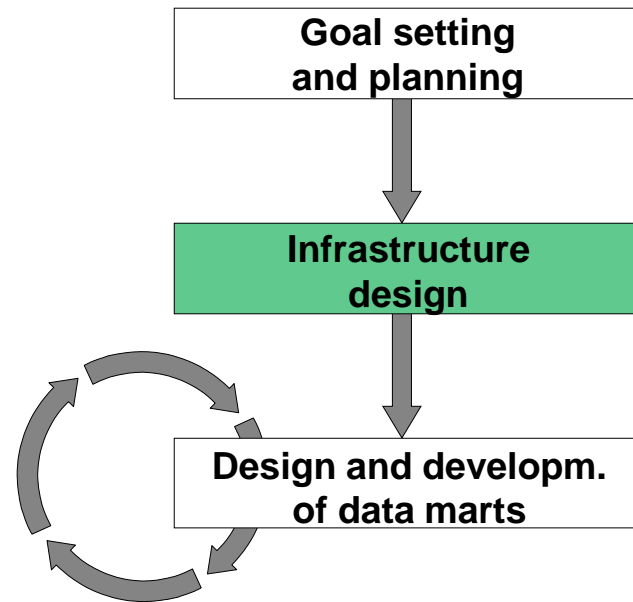 Goal setting
and planning
Infrastructure
design
Design and developm.
of data marts